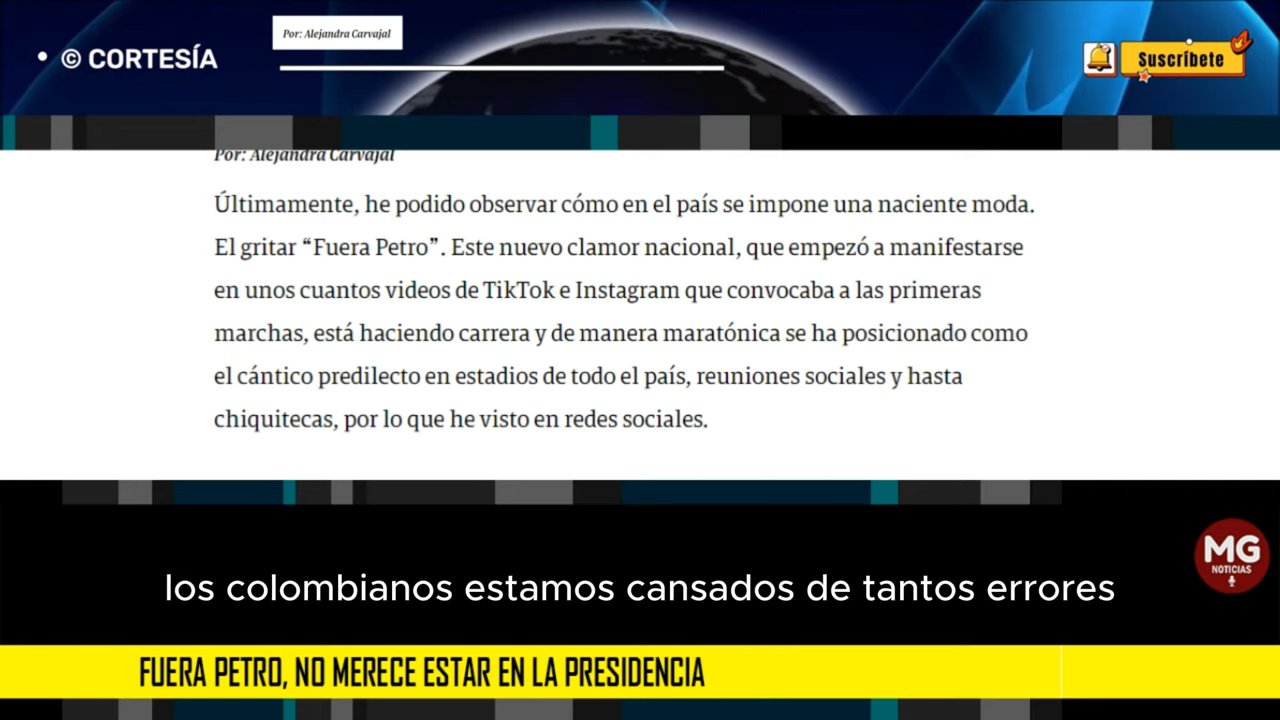 Por: Alejandra Carvajal
• © CORTESÍA
Suscríbete
Por: Alejandra Carvajal
Últimamente, he podido observar cómo en el país se impone una naciente moda.
El gritar “Fuera Petro”. Este nuevo clamor nacional, que empezó a manifestarse
en unos cuantos videos de TikTok e Instagram que convocaba a las primeras
marchas, está haciendo carrera y de manera maratónica se ha posicionado como
el cántico predilecto en estadios de todo el país, reuniones sociales y hasta
chiquitecas, por lo que he visto en redes sociales.
MG
NOTICIAS
los colombianos estamos cansados de tantos errores
FUERA PETRO, NO MERECE ESTAR EN LA PRESIDENCIA